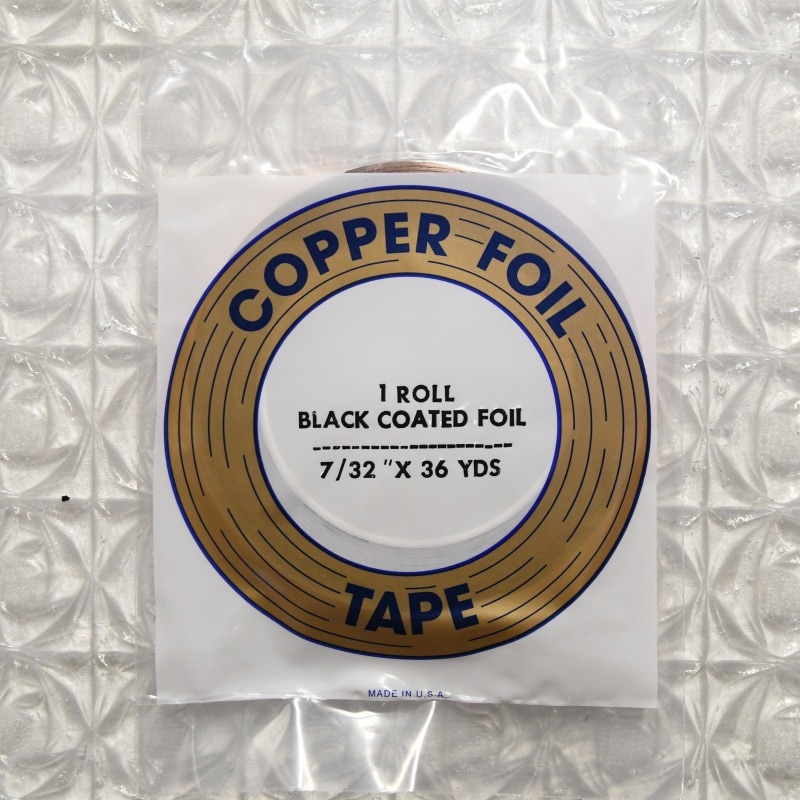 COPPER FOIL
1 ROLL
BLACK COATED FOIL
--------------------
7/32 "X 36 YDS
TAPE
MADE IN U.S.A.